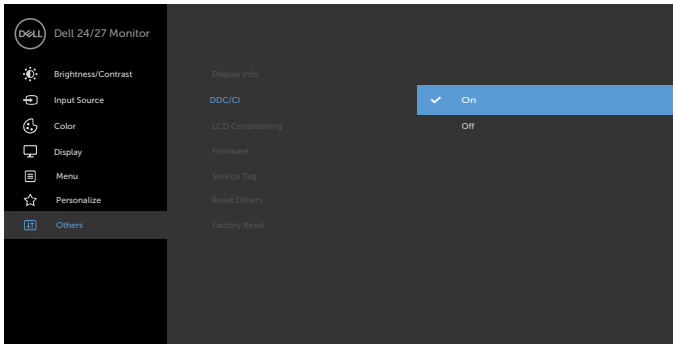 DELL
Dell 24/27 Monitor
Brightness/Contrast
Input Source
Color
Display
Menu
Personalize
Others
Display Info
DDC/CI
LCD Conditioning
Firmware
Service Tag
Reset Others
Factory Reset
On
Off